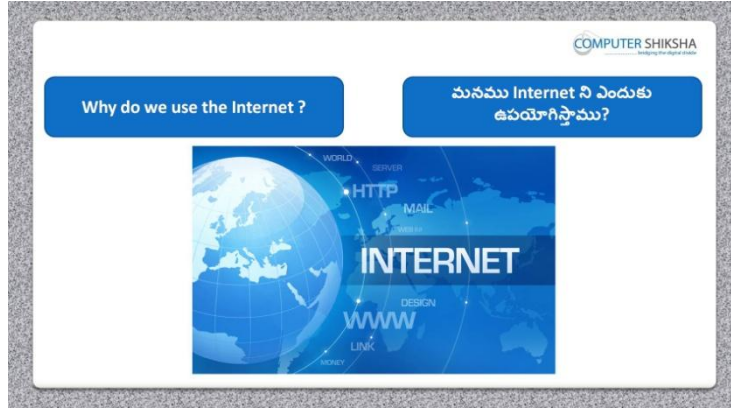 COMPUTER SHIKSHA
bridging the digital divide
Why do we use the Internet ?
మనము Internet ని ఎందుకు
ఉపయోగిస్తాము?
WORLD
SERVER
HTTP
MAIL
INTERNET
DESIGN
WWW
LINK
MONEY